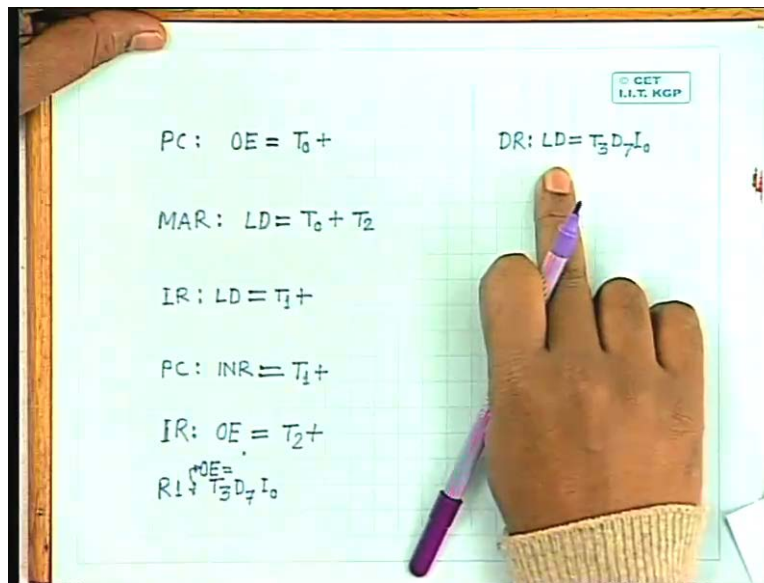 © CET
I.I.T. KGP
PC: OE = T₀ +
MAR: LD = T₀ + T₂
IR: LD = T₁ +
PC: INR = T₁ +
IR: OE = T₂ +
R1: OE =
T₃D₇I₀
DR: LD = T₃D₇I₀